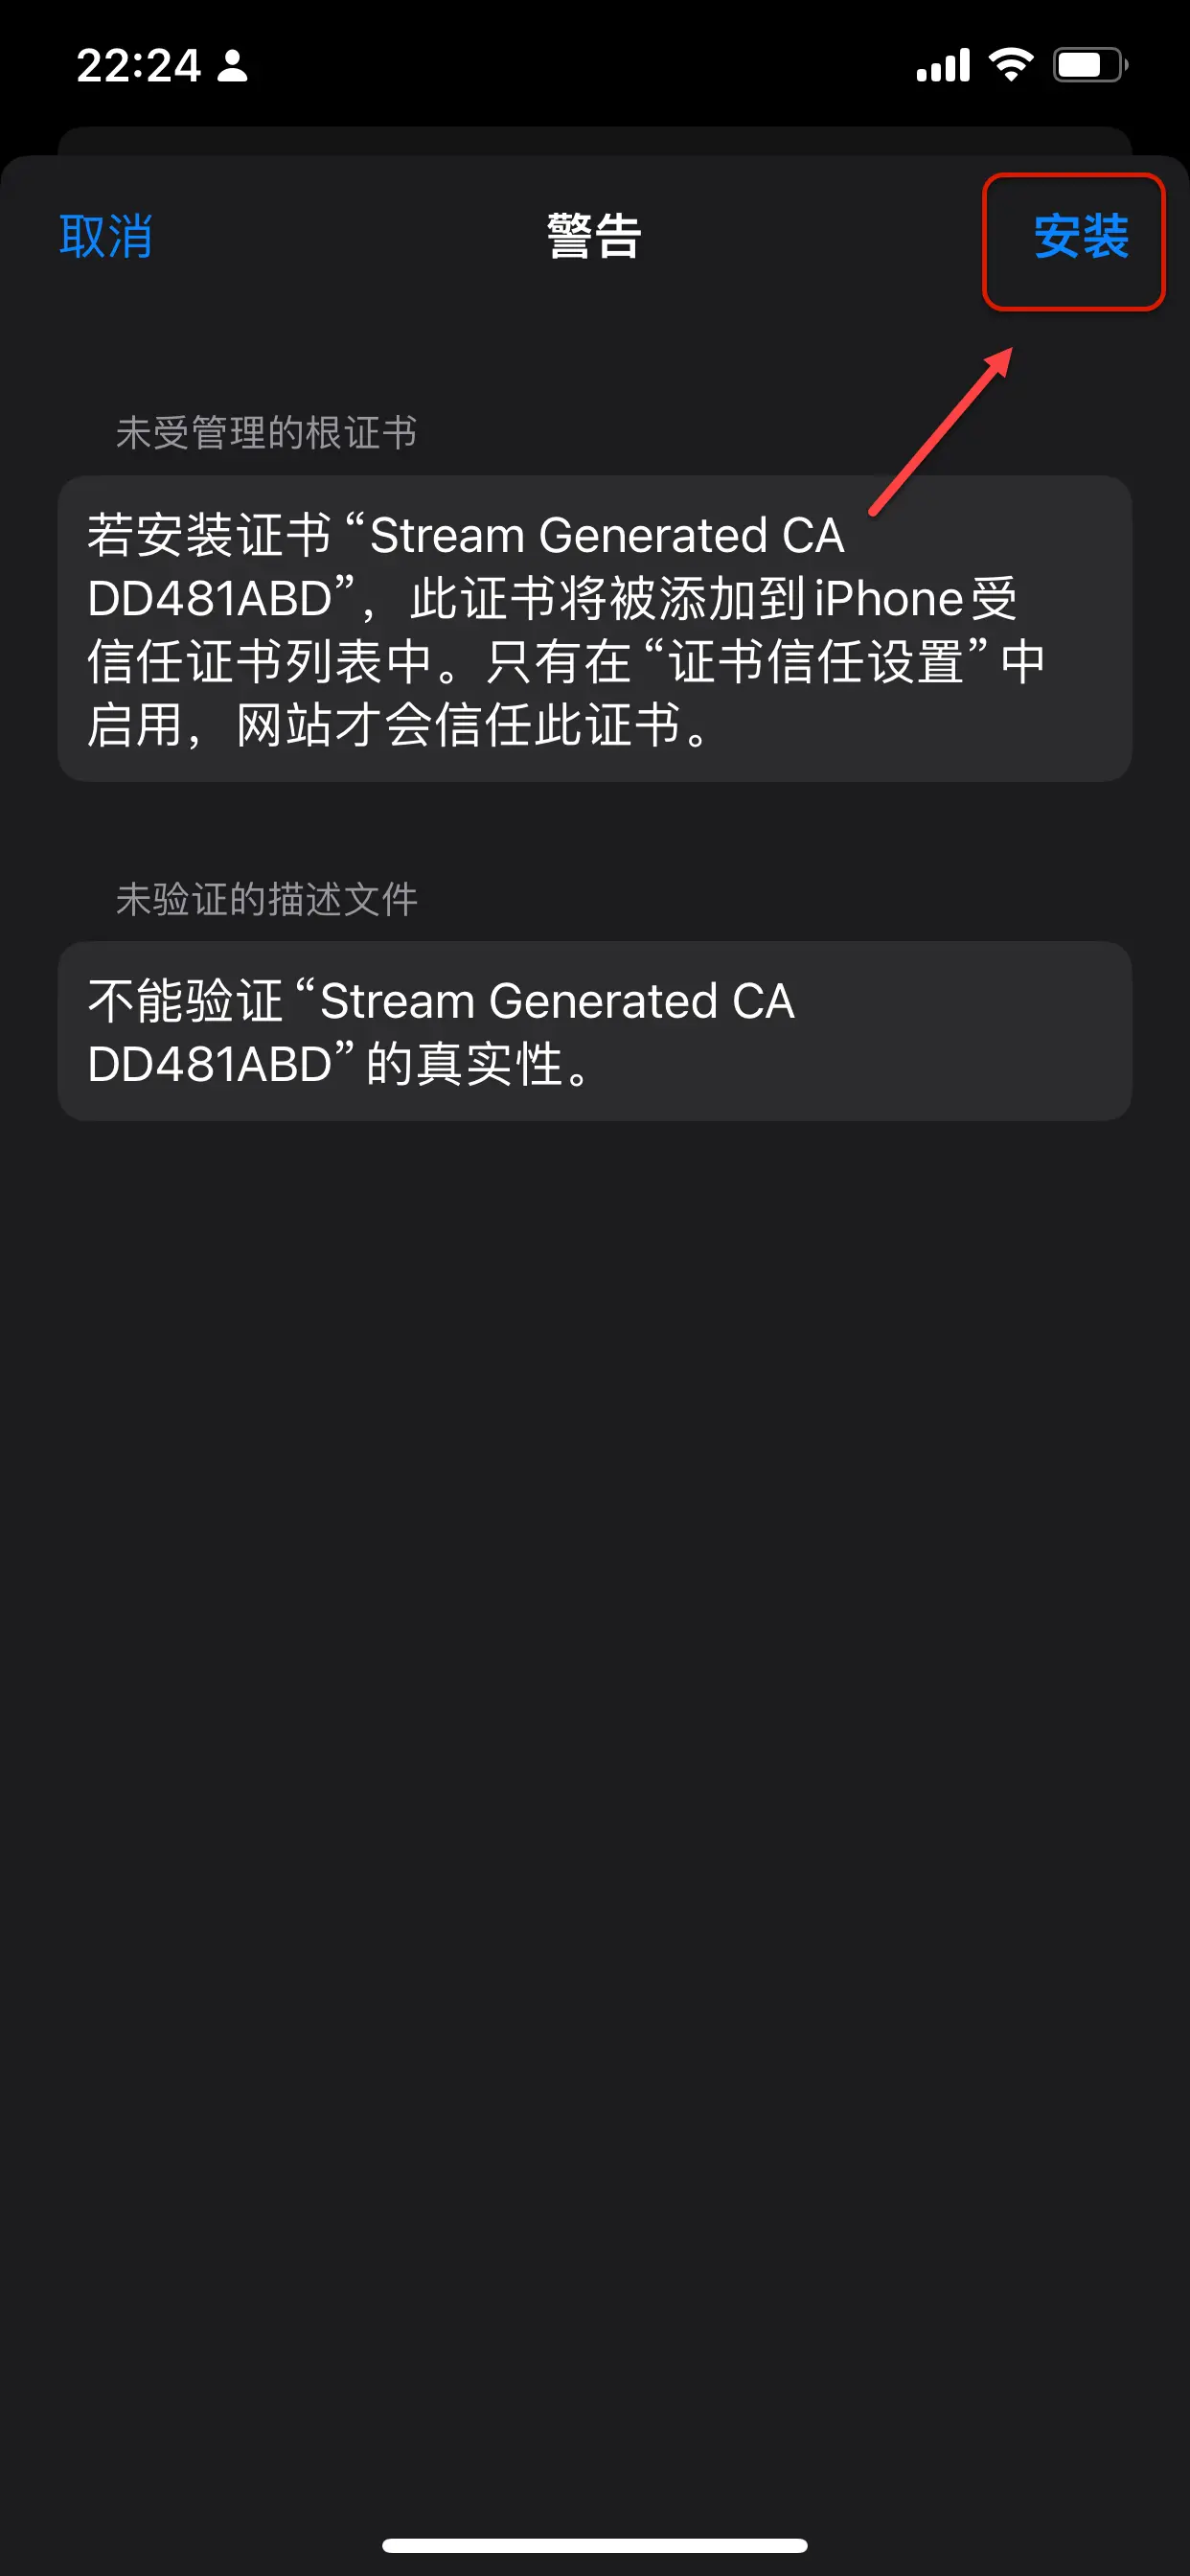 22:24
取消
警告
安装
未受管理的根证书
若安装证书“Stream Generated CA
DD481ABD”，此证书将被添加到iPhone受
信任证书列表中。只有在“证书信任设置”中
启用，网站才会信任此证书。
未验证的描述文件
不能验证“Stream Generated CA
DD481ABD”的真实性。